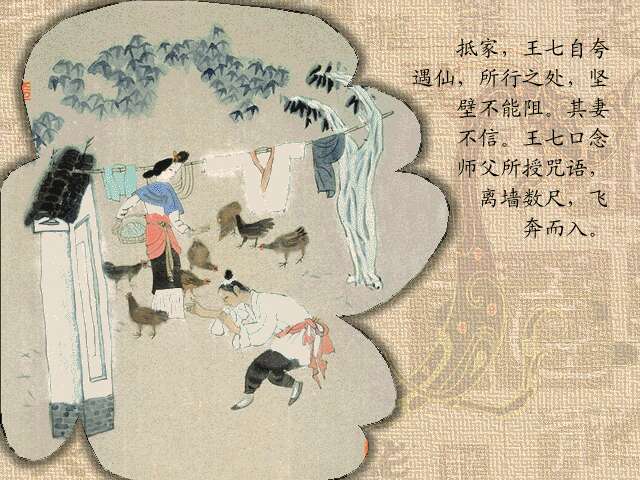 抵家，王七自夸
遇仙，所行之处，坚
壁不能阻。其妻
不信。王七口念
师父所授咒语，
离墙数尺，飞
奔而入。